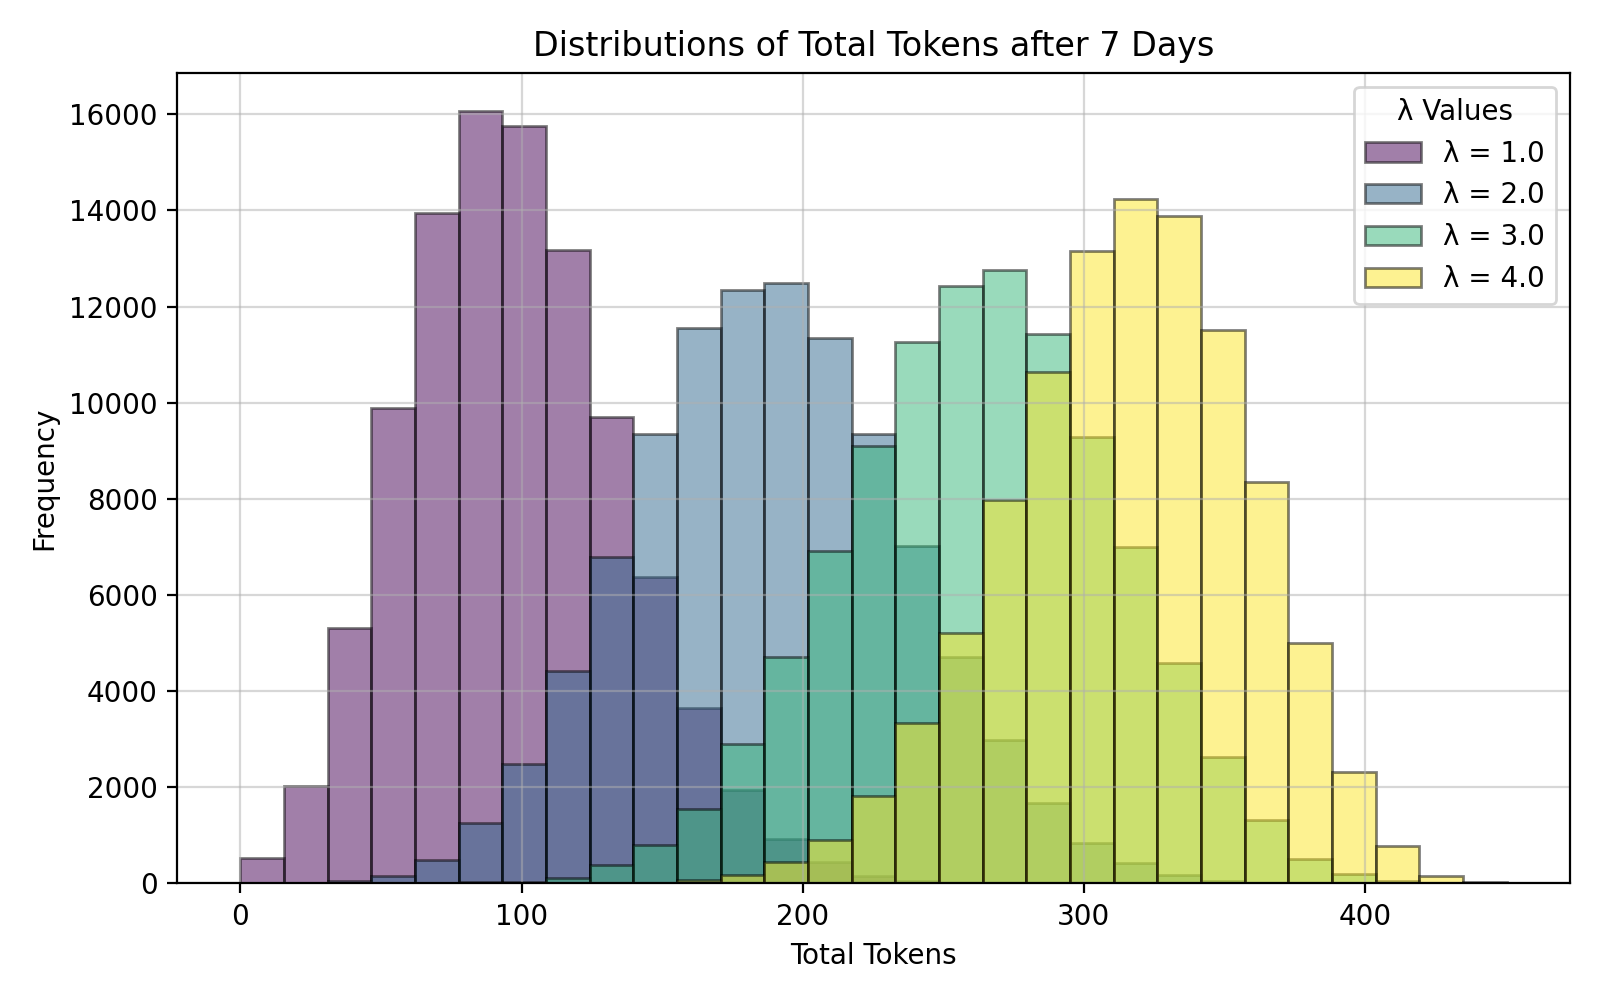 Distributions of Total Tokens after 7 Days
16000
14000
12000
10000
8000
6000
4000
2000
0
Frequency
λ Values
λ = 1.0
λ = 2.0
λ = 3.0
λ = 4.0
0 100 200 300 400
Total Tokens